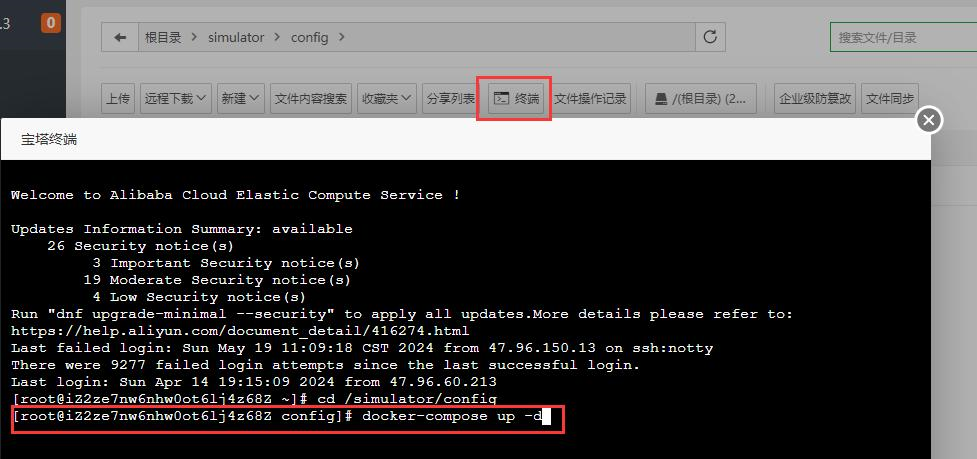 .3
0
根目录 simulator config
搜索文件/目录
上传 远程下载 新建 文件内容搜索 收藏夹 分享列表 终端 文件操作记录 /(根目录) (2... 企业级防篡改 文件同步
宝塔终端
Welcome to Alibaba Cloud Elastic Compute Service !
Updates Information Summary: available
26 Security notice(s)
3 Important Security notice(s)
19 Moderate Security notice(s)
4 Low Security notice(s)
Run "dnf upgrade-minimal --security" to apply all updates.More details please refer to:
https://help.aliyun.com/document_detail/416274.html
Last failed login: Sun May 19 11:09:18 CST 2024 from 47.96.150.13 on ssh:notty
There were 9277 failed login attempts since the last successful login.
Last login: Sun Apr 14 19:15:09 2024 from 47.96.60.213
[root@iZ2ze7nw6nhw0ot6lj4z68Z ~]# cd /simulator/config
[root@iZ2ze7nw6nhw0ot6lj4z68Z config]# docker-compose up -d